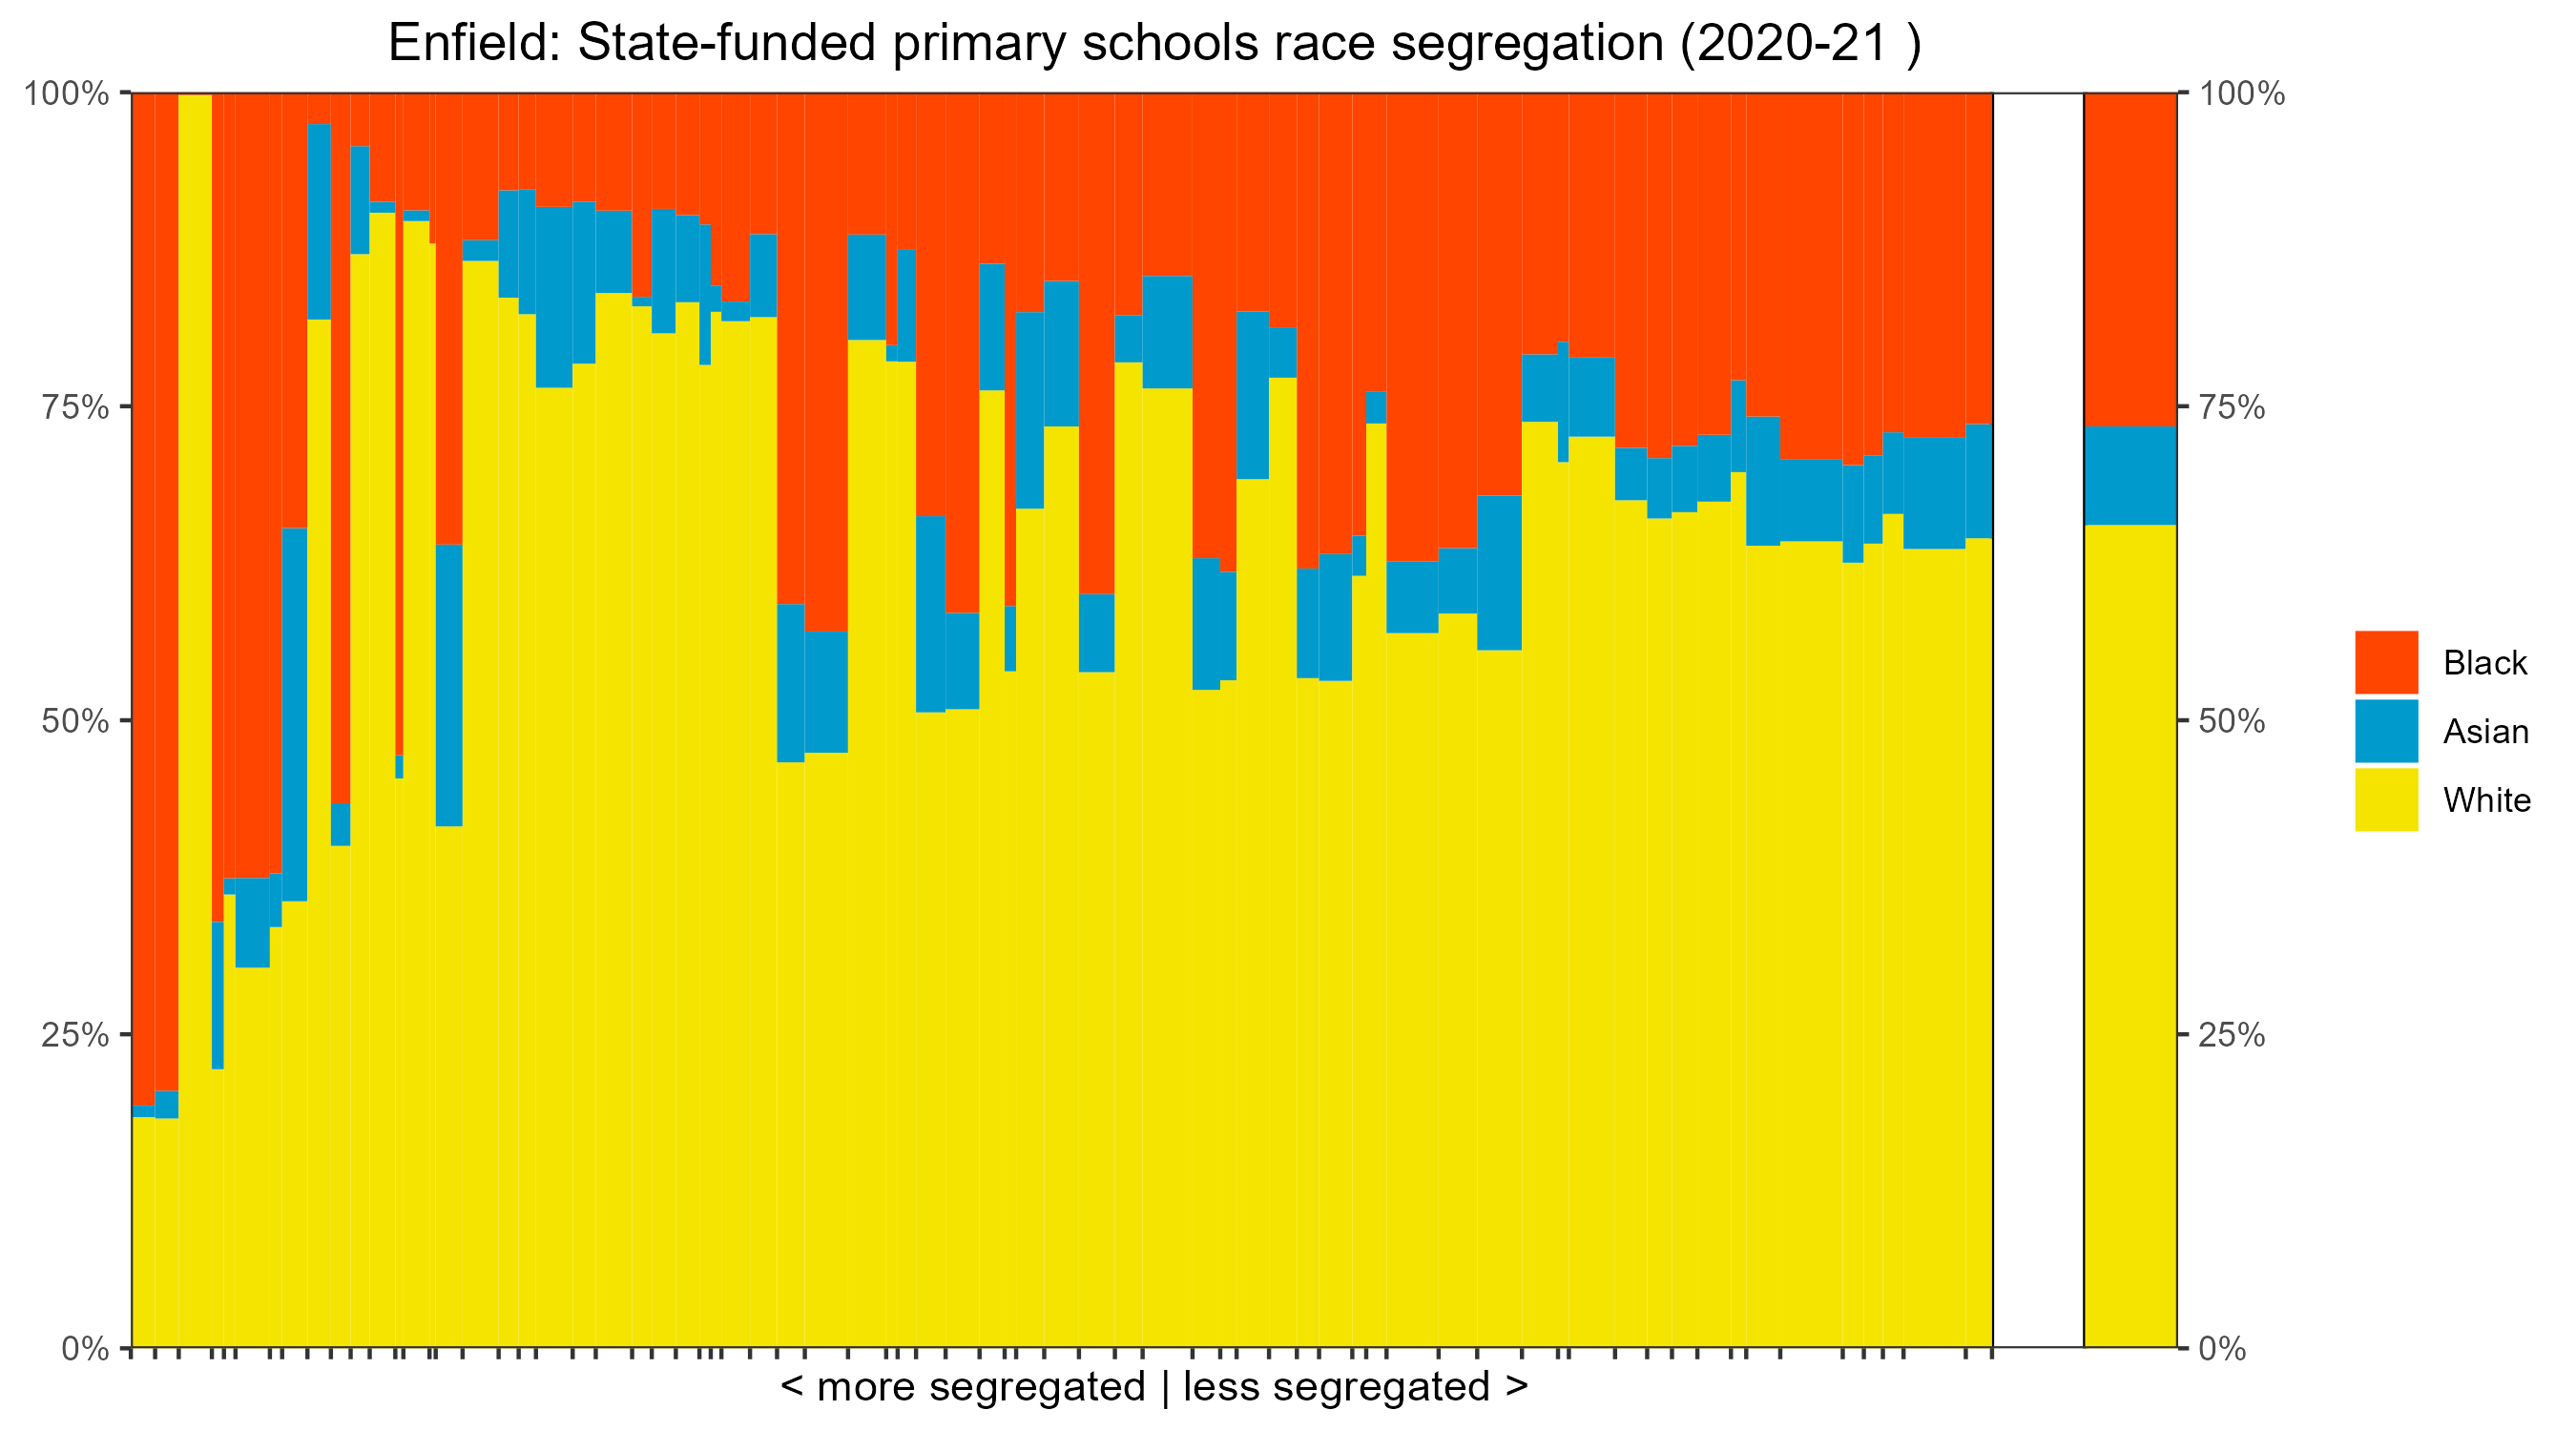 Enfield: State-funded primary schools race segregation (2020-21 )
100%
75%
50%
25%
0%
100%
75%
50%
25%
0%
Black
Asian
White
< more segregated | less segregated >